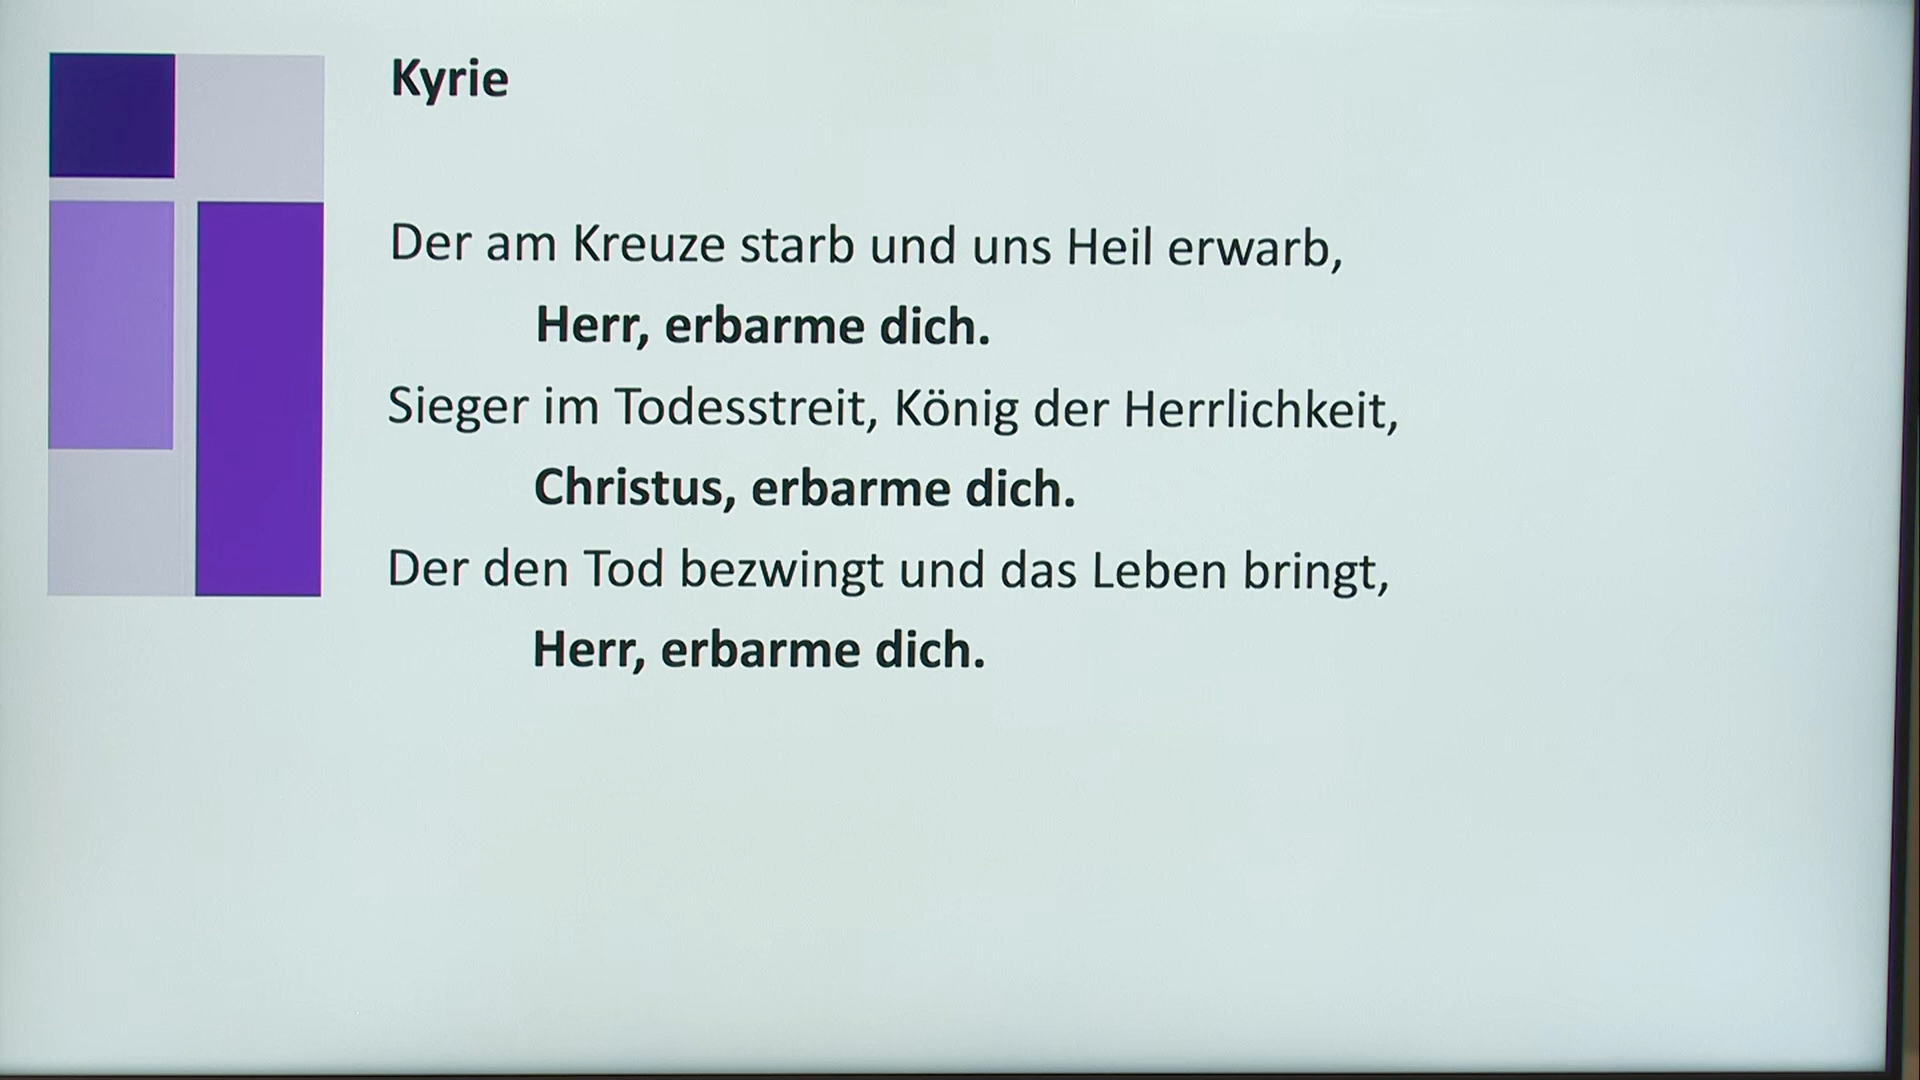 Kyrie
Der am Kreuze starb und uns Heil erwarb,
Herr, erbarme dich.
Sieger im Todesstreit, König der Herrlichkeit,
Christus, erbarme dich.
Der den Tod bezwingt und das Leben bringt,
Herr, erbarme dich.